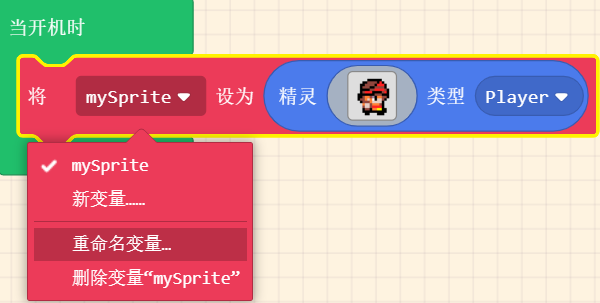 当开机时
将 mySprite 设为 精灵 类型 Player
mySprite
新变量……
重命名变量…
删除变量“mySprite”